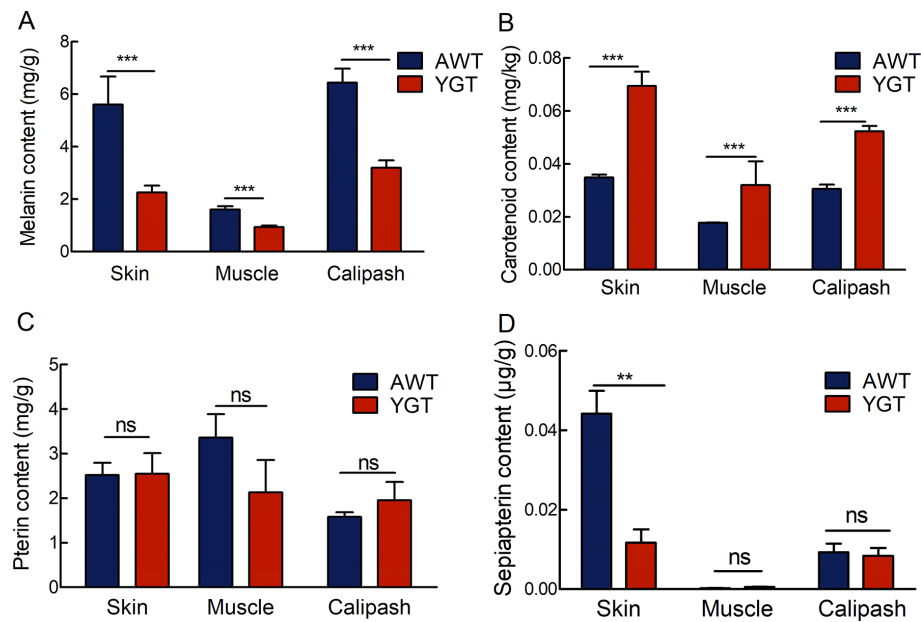 A
Melanin content (mg/g)
8
6
4
2
0
***
***
***
AWT
YGT
Skin Muscle Calipash
B
Carotenoid content (mg/kg)
0.08
0.06
0.04
0.02
0.00
***
***
***
AWT
YGT
Skin Muscle Calipash
C
Pterin content (mg/g)
5
4
3
2
1
0
ns
ns
ns
AWT
YGT
Skin Muscle Calipash
D
Sepiapterin content (μg/g)
0.06
0.04
0.02
0.00
**
ns
ns
AWT
YGT
Skin Muscle Calipash